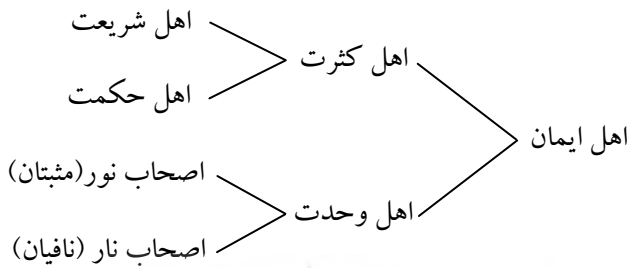 اهل شریعت
اهل کثرت
اهل حکمت
اهل ایمان
اصحاب نور(مثبتان)
اهل وحدت
اصحاب نار (نافیان)